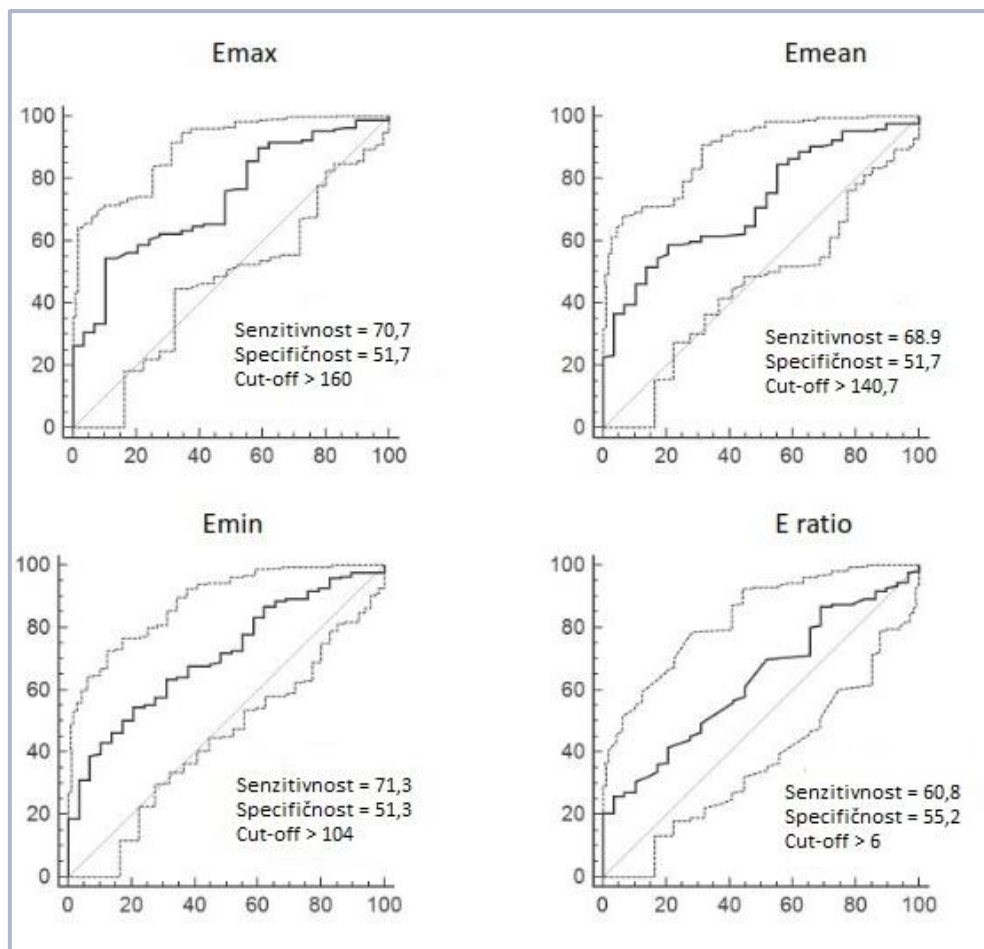 Emax
Emean
100
80
60
40
20
0
0 20 40 60 80 100
Senzitivnost = 70,7
Specifičnost = 51,7
Cut-off > 160
100
80
60
40
20
0
0 20 40 60 80 100
Senzitivnost = 68.9
Specifičnost = 51,7
Cut-off > 140,7
Emin
E ratio
100
80
60
40
20
0
0 20 40 60 80 100
Senzitivnost = 71,3
Specifičnost = 51,3
Cut-off > 104
100
80
60
40
20
0
0 20 40 60 80 100
Senzitivnost = 60,8
Specifičnost = 55,2
Cut-off > 6